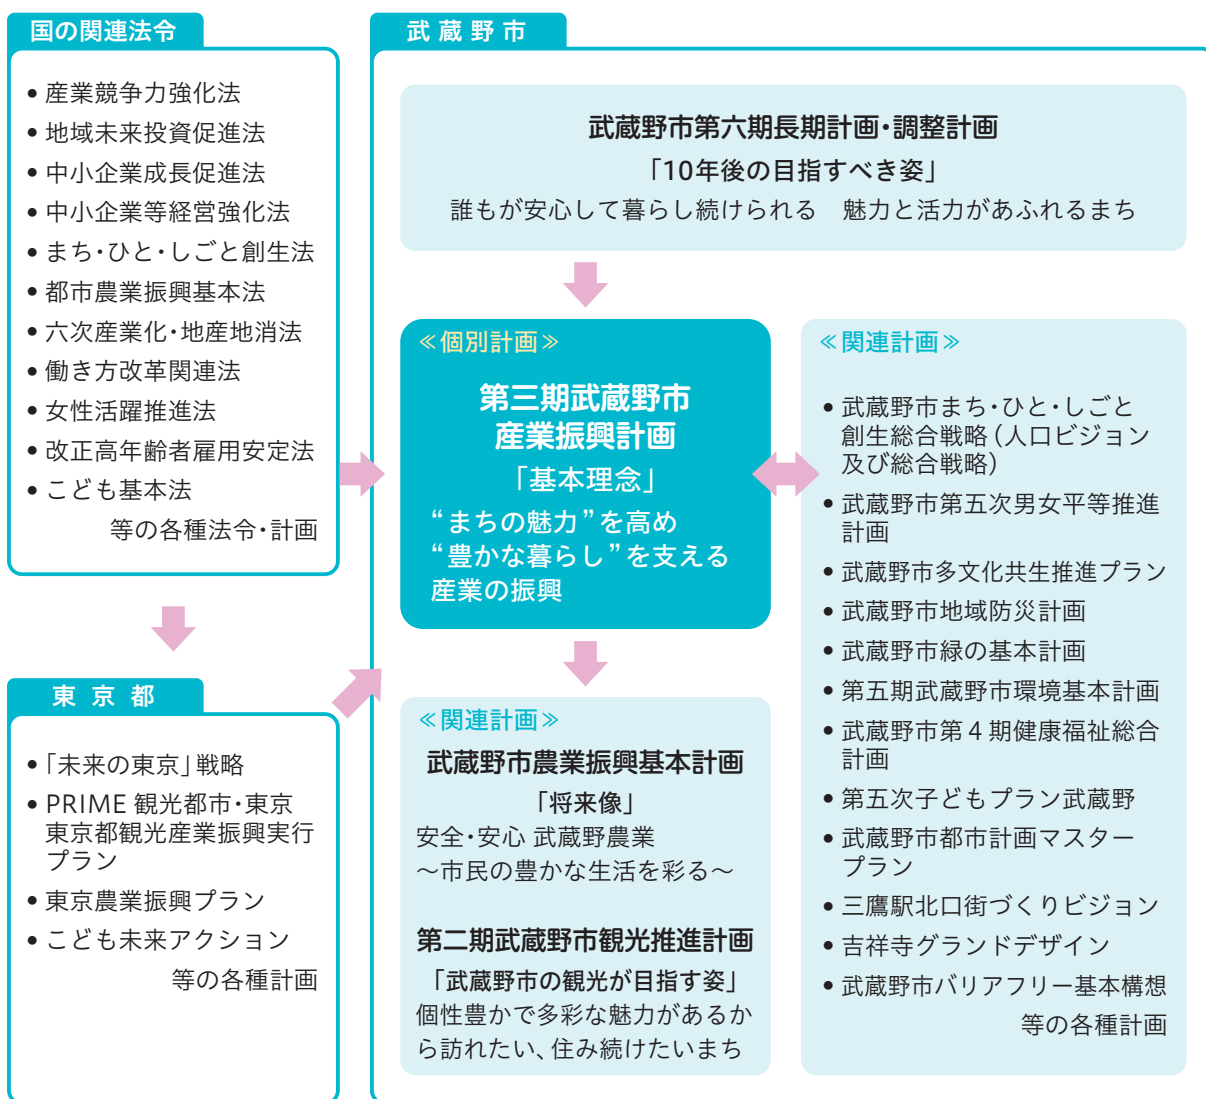 国の関連法令
• 産業競争力強化法
• 地域未来投資促進法
• 中小企業成長促進法
• 中小企業等経営強化法
• まち・ひと・しごと創生法
• 都市農業振興基本法
• 六次産業化・地産地消法
• 働き方改革関連法
• 女性活躍推進法
• 改正高年齢者雇用安定法
• こども基本法
等の各種法令・計画
東京都
• 「未来の東京」戦略
• PRIME 観光都市・東京
東京都観光産業振興実行
プラン
• 東京農業振興プラン
• こども未来アクション
等の各種計画
武蔵野市
武蔵野市第六期長期計画・調整計画
「10年後の目指すべき姿」
誰もが安心して暮らし続けられる　魅力と活力があふれるまち
≪個別計画≫
第三期武蔵野市
産業振興計画
「基本理念」
“まちの魅力”を高め
“豊かな暮らし”を支える
産業の振興
≪関連計画≫
武蔵野市農業振興基本計画
「将来像」
安全・安心 武蔵野農業
～市民の豊かな生活を彩る～
第二期武蔵野市観光推進計画
「武蔵野市の観光が目指す姿」
個性豊かで多彩な魅力があるか
ら訪れたい、住み続けたいまち
≪関連計画≫
• 武蔵野市まち・ひと・しごと
創生総合戦略（人口ビジョン
及び総合戦略）
• 武蔵野市第五次男女平等推進
計画
• 武蔵野市多文化共生推進プラン
• 武蔵野市地域防災計画
• 武蔵野市緑の基本計画
• 第五期武蔵野市環境基本計画
• 武蔵野市第４期健康福祉総合
計画
• 第五次子どもプラン武蔵野
• 武蔵野市都市計画マスター
プラン
• 三鷹駅北口街づくりビジョン
• 吉祥寺グランドデザイン
• 武蔵野市バリアフリー基本構想
等の各種計画